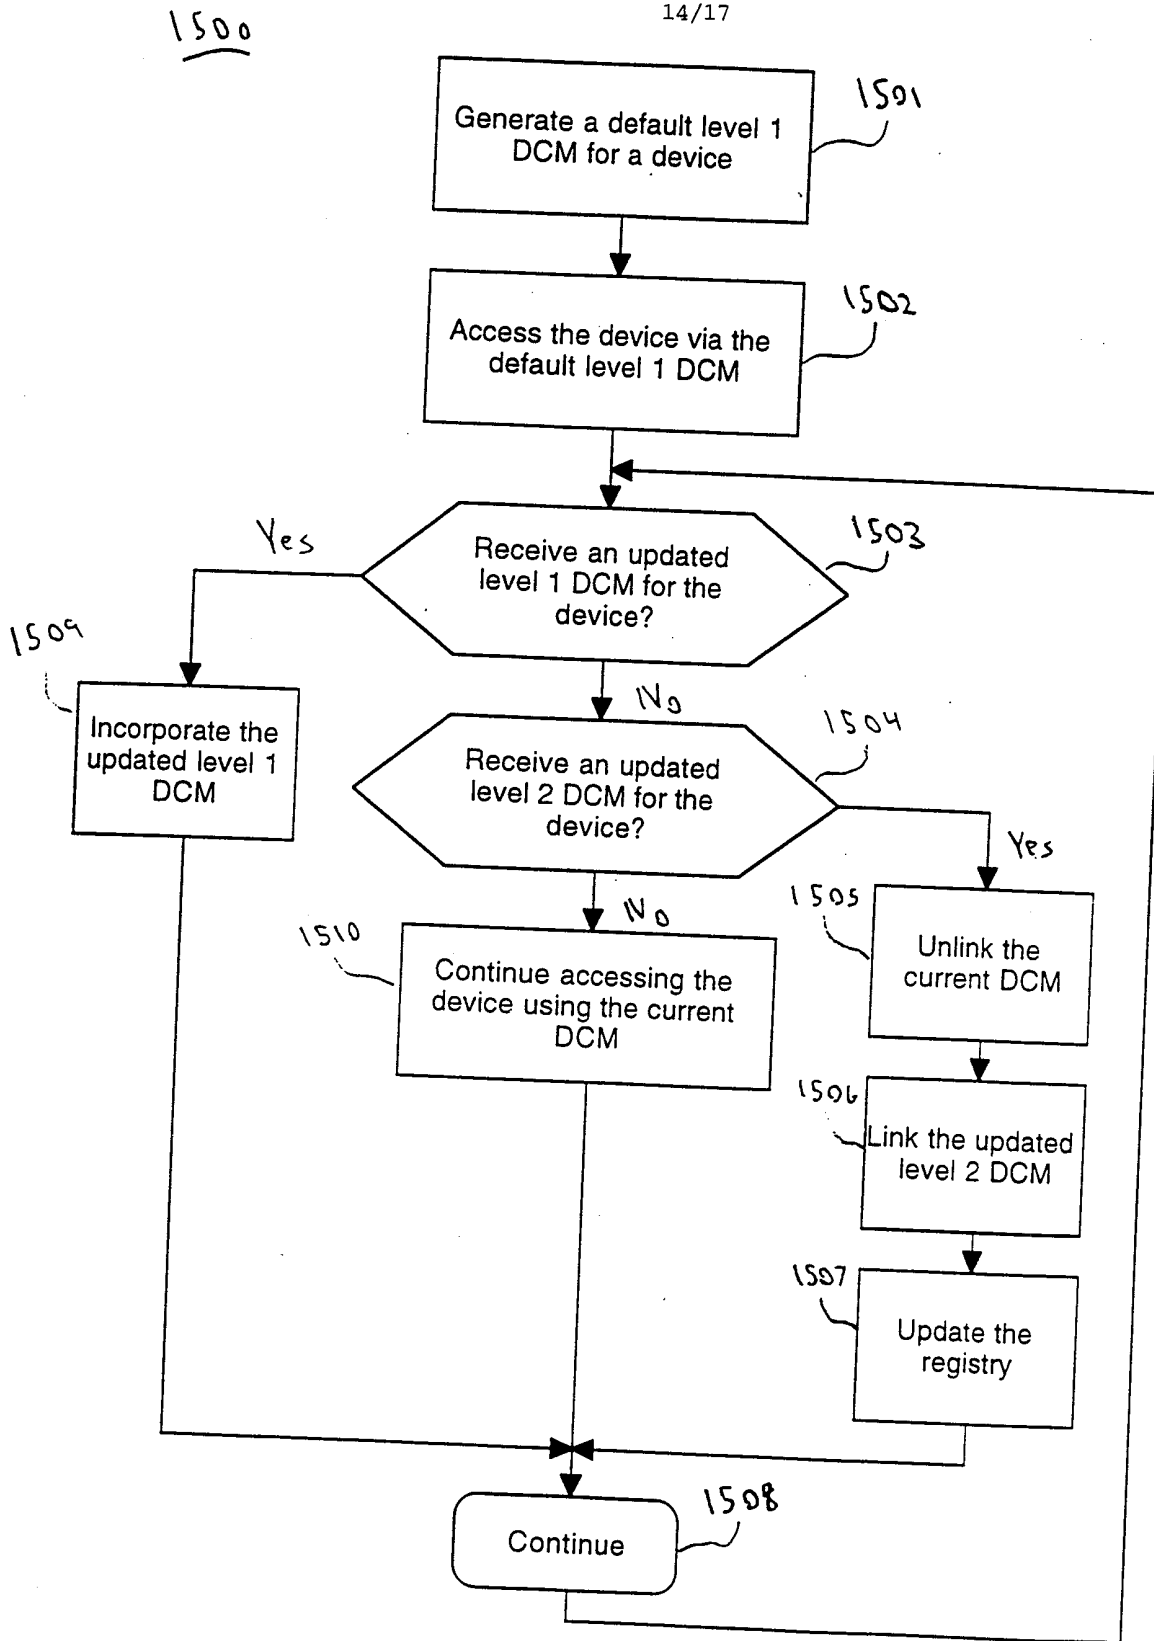 14/17
1500
Generate a default level 1
DCM for a device
1501
Access the device via the
default level 1 DCM
1502
Yes
Receive an updated
level 1 DCM for the
device?
1503
1509
No
Incorporate the
updated level 1
DCM
Receive an updated
level 2 DCM for the
device?
1504
Yes
No
1510
Continue accessing the
device using the current
DCM
1505
Unlink the
current DCM
1506
Link the updated
level 2 DCM
1507
Update the
registry
Continue
1508